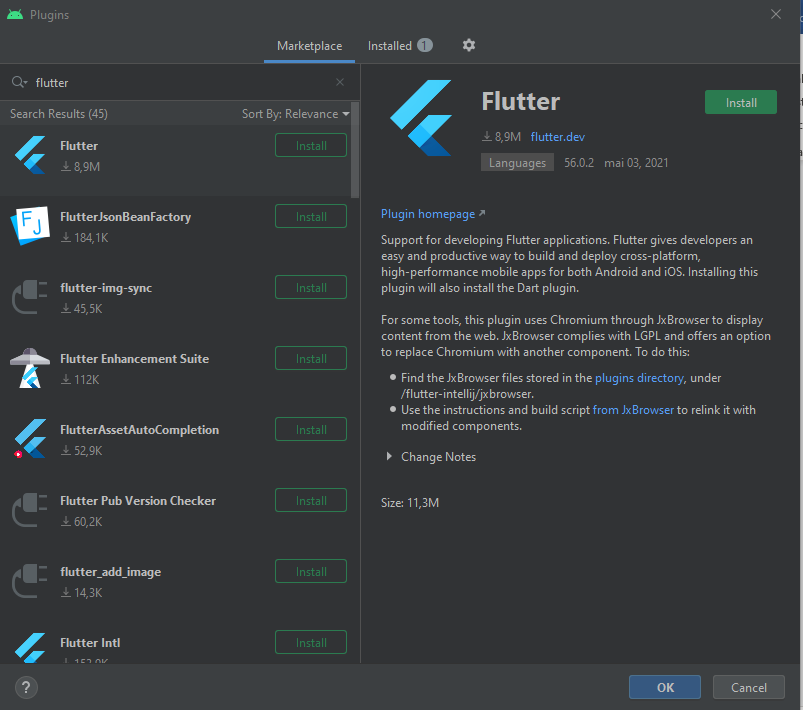 Plugins
Marketplace
Installed 1
flutter
Search Results (45)
Sort By: Relevance
Flutter
8,9M
Install
FlutterJsonBeanFactory
184,1K
Install
flutter-img-sync
45,5K
Install
Flutter Enhancement Suite
112K
Install
FlutterAssetAutoCompletion
52,9K
Install
Flutter Pub Version Checker
60,2K
Install
flutter_add_image
14,3K
Install
Flutter Intl
Install
Flutter
Install
8,9M flutter.dev
Languages 56.0.2 mai 03, 2021
Plugin homepage
Support for developing Flutter applications. Flutter gives developers an
easy and productive way to build and deploy cross-platform,
high-performance mobile apps for both Android and iOS. Installing this
plugin will also install the Dart plugin.
For some tools, this plugin uses Chromium through JxBrowser to display
content from the web. JxBrowser complies with LGPL and offers an option
to replace Chromium with another component. To do this:
Find the JxBrowser files stored in the plugins directory, under
/flutter-intellij/jxbrowser.
Use the instructions and build script from JxBrowser to relink it with
modified components.
Change Notes
Size: 11,3M
?
OK
Cancel